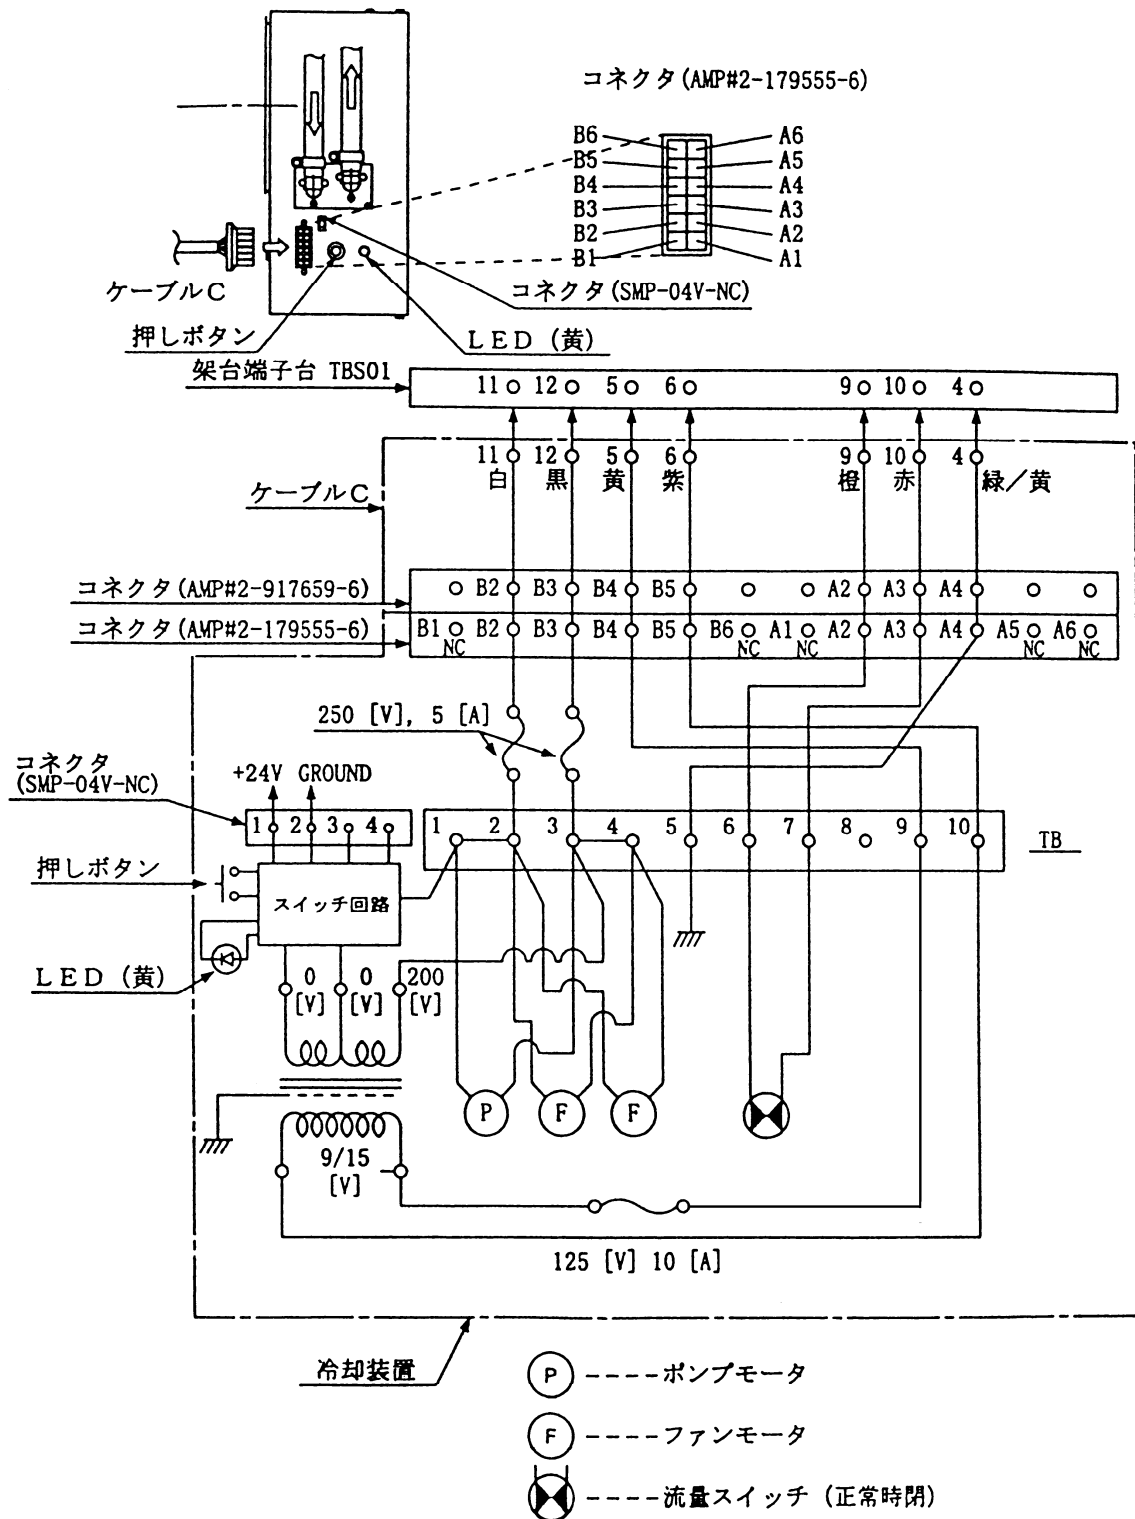 コネクタ(AMP#2-179555-6)
B6 A6
B5 A5
B4 A4
B3 A3
B2 A2
B1 A1
ケーブルC
コネクタ(SMP-04V-NC)
押しボタン
LED (黄)
架台端子台 TBS01
11 12 5 6 9 10 4
11 12 5 6 9 10 4
白 黒 黄 紫 橙 赤 緑/黄
ケーブルC
コネクタ(AMP#2-917659-6)
B2 B3 B4 B5 A2 A3 A4
コネクタ(AMP#2-179555-6)
B1 B2 B3 B4 B5 B6 A1 A2 A3 A4 A5 A6
NC NC NC NC NC
250 [V], 5 [A]
コネクタ
(SMP-04V-NC)
+24V GROUND
1 2 3 4
1 2 3 4 5 6 7 8 9 10
TB
押しボタン
スイッチ回路
LED (黄)
0 0 200
[V] [V] [V]
P F F
9/15
[V]
125 [V] 10 [A]
冷却装置
P ----ポンプモータ
F ----ファンモータ
----流量スイッチ (正常時閉)